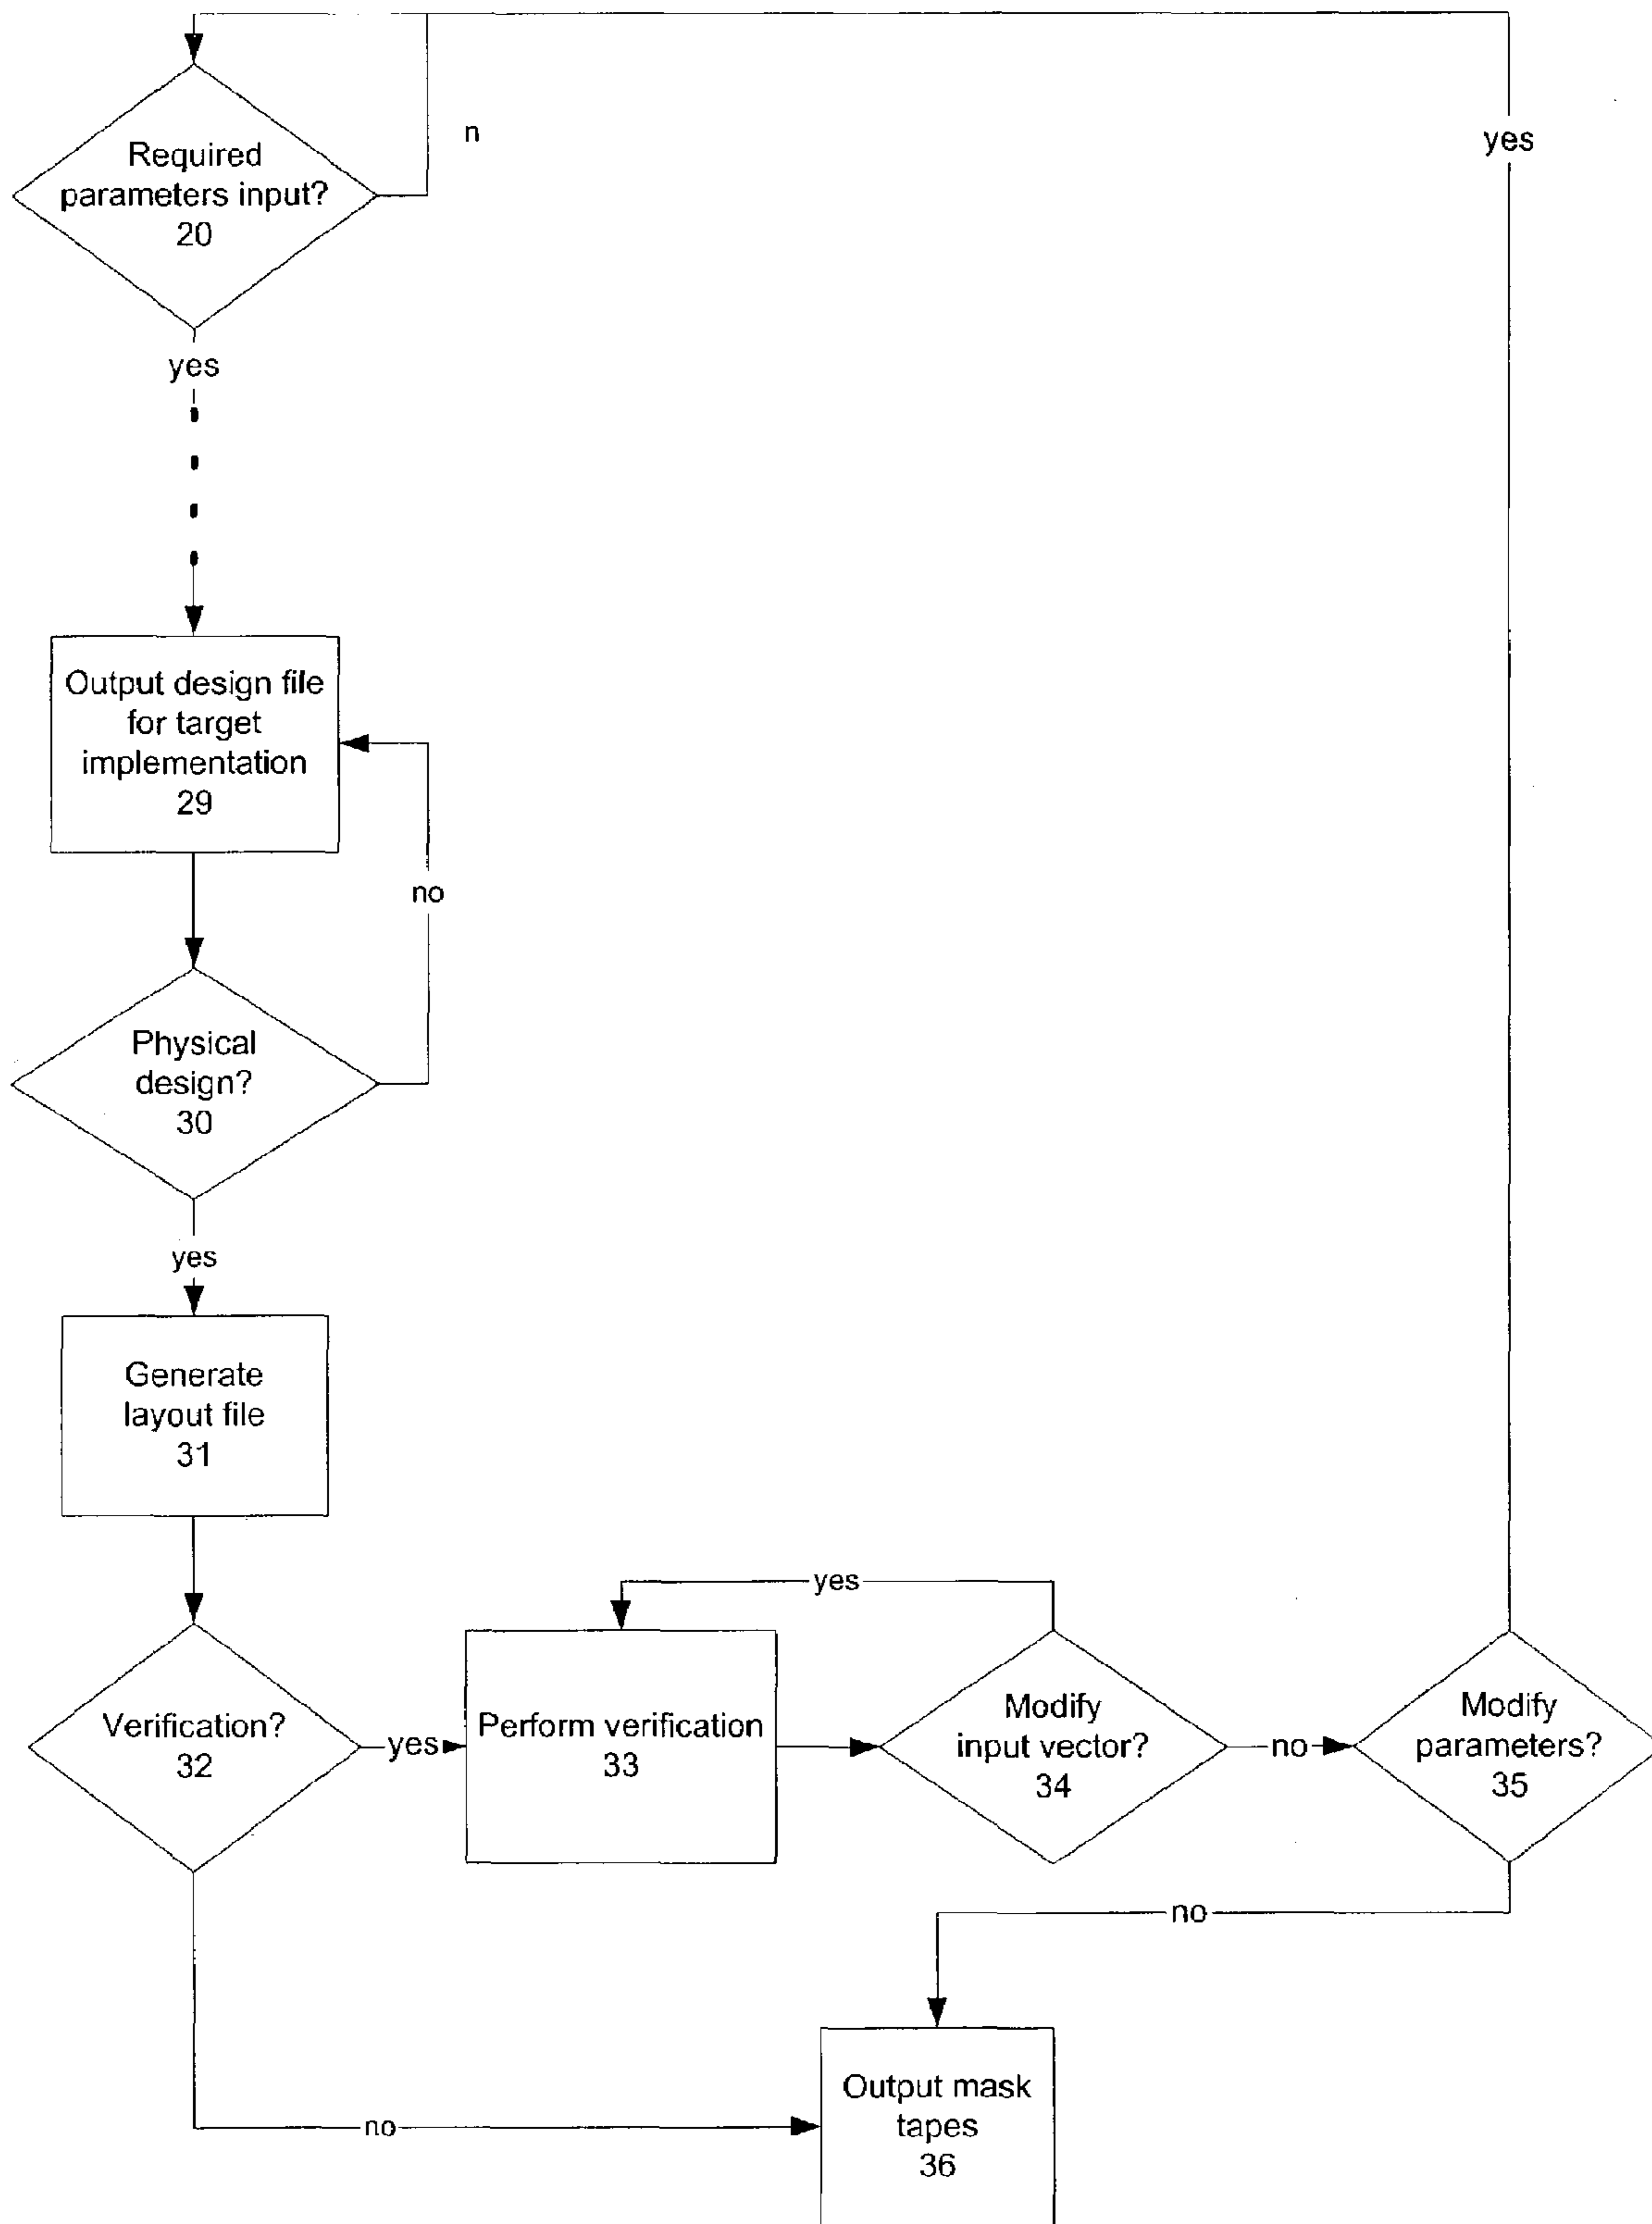 Required
parameters input?
20
n
yes
yes
Output design file
for target
implementation
29
no
Physical
design?
30
yes
Generate
layout file
31
yes
Verification?
32
yes
Perform verification
33
Modify
input vector?
34
no
Modify
parameters?
35
no
no
Output mask
tapes
36